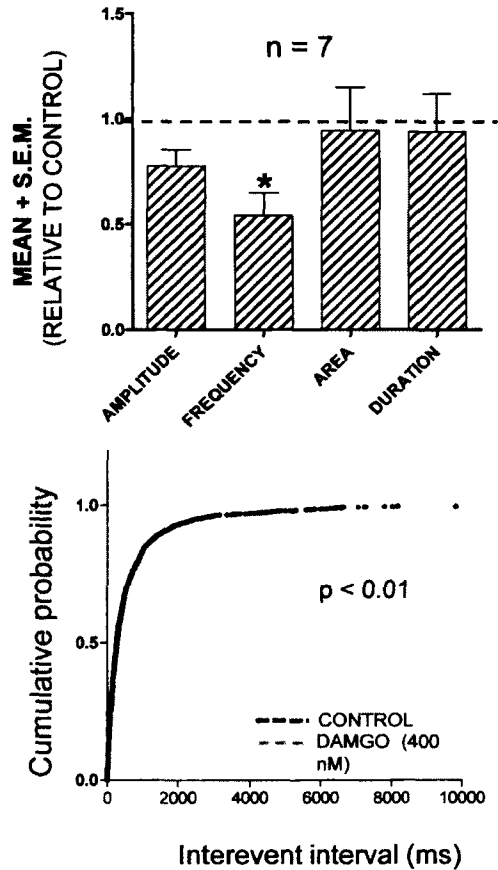 MEAN + S.E.M.
(RELATIVE TO CONTROL)
1.5
1.0
0.5
0.0
n = 7
*
AMPLITUDE
FREQUENCY
AREA
DURATION
Cumulative probability
1.0
0.5
0.0
p < 0.01
CONTROL
DAMGO (400
nM)
0 2000 4000 6000 8000 10000
Interevent interval (ms)